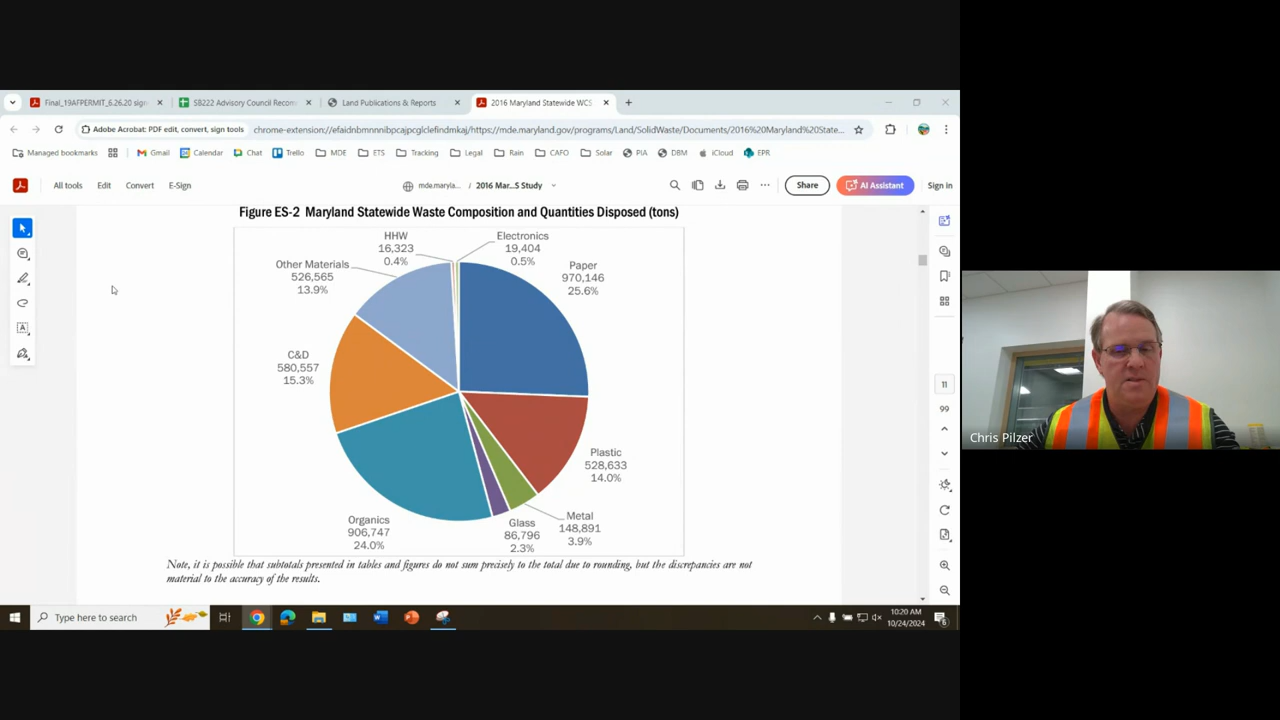 Final_19AFPERMIT_6.26.20 sign
SB222 Advisory Council Recom
Land Publications & Reports
2016 Maryland Statewide WCS
Adobe Acrobat: PDF edit, convert, sign tools
chrome-extension://efaidnbmnnnibpcajpcglclefindmkaj/https://mde.maryland.gov/programs/Land/SolidWaste/Documents/2016%20Maryland%20State...
Managed bookmarks
Gmail
Calendar
Chat
Trello
MDE
ETS
Tracking
Legal
Rain
CAFO
Solar
PIA
DBM
iCloud
EPR
All tools
Edit
Convert
E-Sign
mde.maryla...
/ 2016 Mar...S Study
Share
AI Assistant
Sign in
Figure ES-2 Maryland Statewide Waste Composition and Quantities Disposed (tons)
HHW
16,323
0.4%
Electronics
19,404
0.5%
Other Materials
526,565
13.9%
Paper
970,146
25.6%
C&D
580,557
15.3%
Plastic
528,633
14.0%
Organics
906,747
24.0%
Glass
86,796
2.3%
Metal
148,891
3.9%
Note, it is possible that subtotals presented in tables and figures do not sum precisely to the total due to rounding, but the discrepancies are not
material to the accuracy of the results.
11
99
Chris Pilzer
Type here to search
10:20 AM
10/24/2024
6